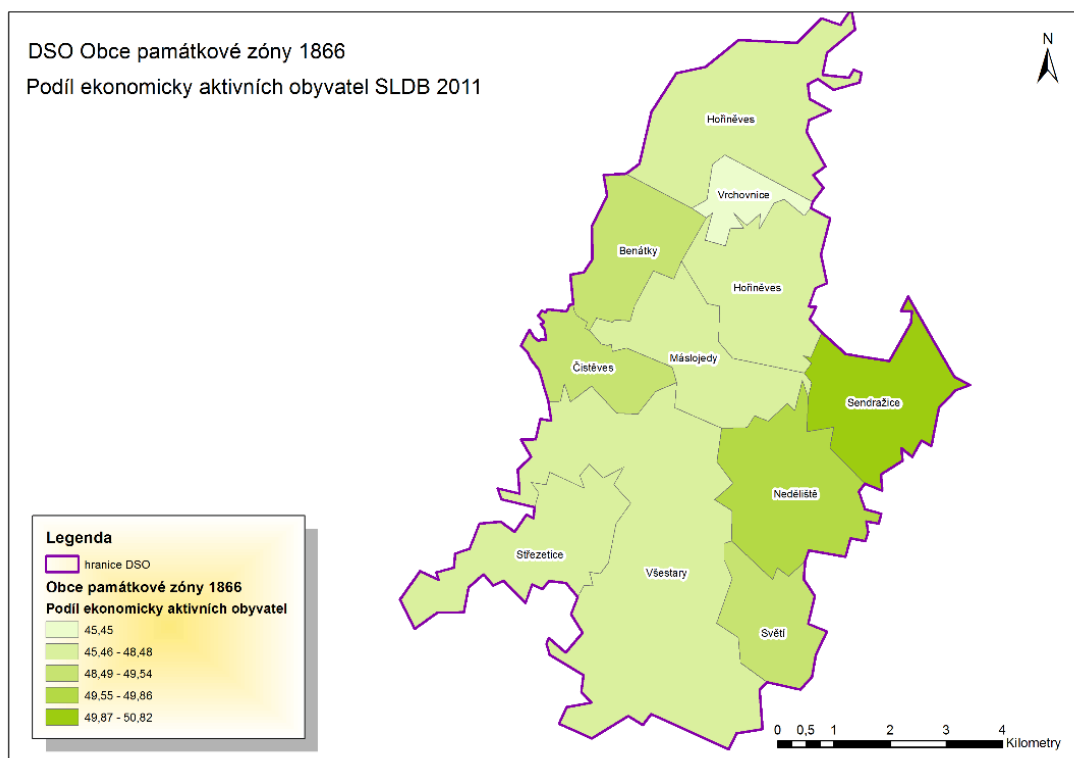 DSO Obce památkové zóny 1866
Podíl ekonomicky aktivních obyvatel SLDB 2011
N
Hořiněves
Vrchovnice
Benátky
Hořiněves
Máslojedy
Čistěves
Sendražice
Neděliště
Střezetice
Všestary
Světí
Legenda
hranice DSO
Obce památkové zóny 1866
Podíl ekonomicky aktivních obyvatel
45,45
45,46 - 48,48
48,49 - 49,54
49,55 - 49,86
49,87 - 50,82
0 0,5 1 2 3 4
Kilometry